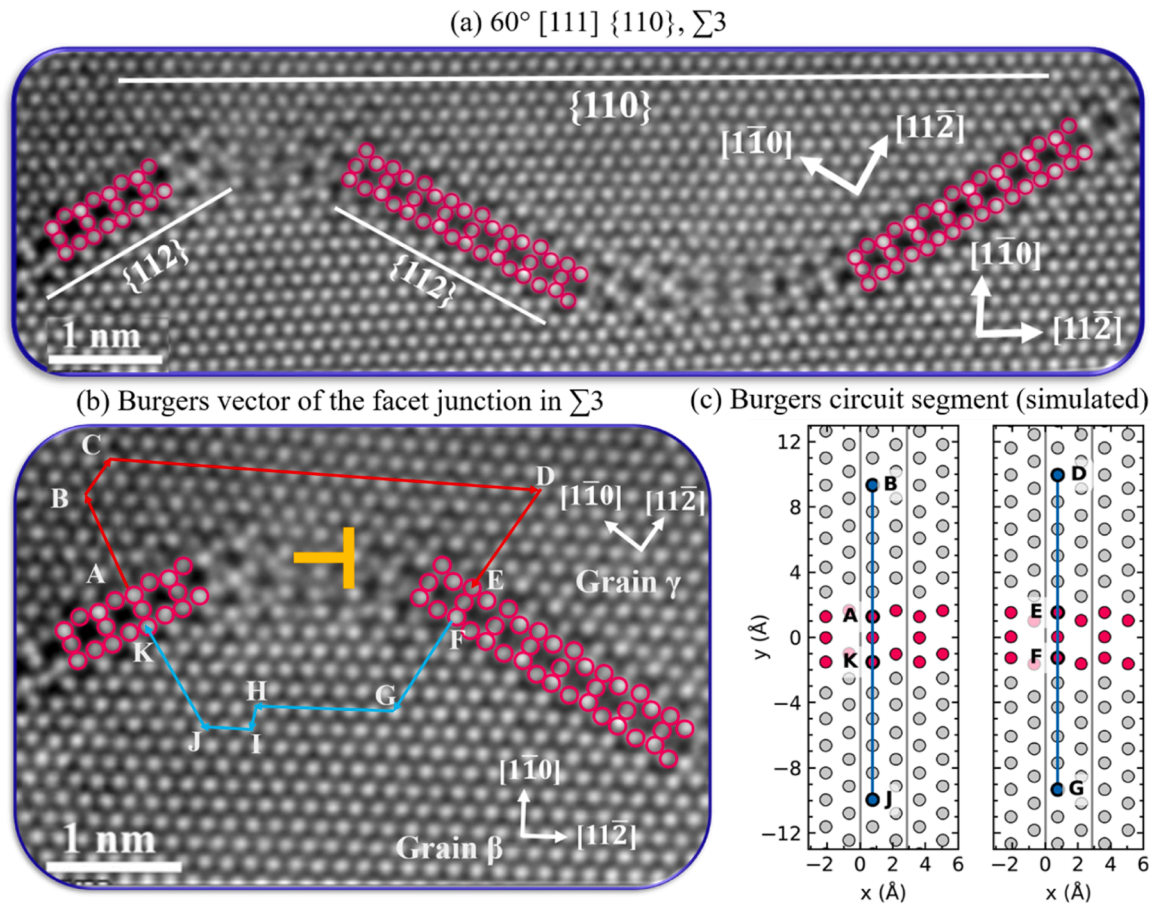 (a) 60° [111] {110}, ∑3
{110}
[11̅0]
[112̅]
{112}
{112}
[11̅0]
[112̅]
1 nm
(b) Burgers vector of the facet junction in ∑3
C
B
D
[11̅0]
[112̅]
A
E
Grain γ
K
F
H
G
J
I
[11̅0]
[112̅]
Grain β
1 nm
(c) Burgers circuit segment (simulated)
12
8
4
0
−4
−8
−12
y (Å)
B
A
K
J
−2 0 2 4 6
x (Å)
D
E
F
G
−2 0 2 4 6
x (Å)